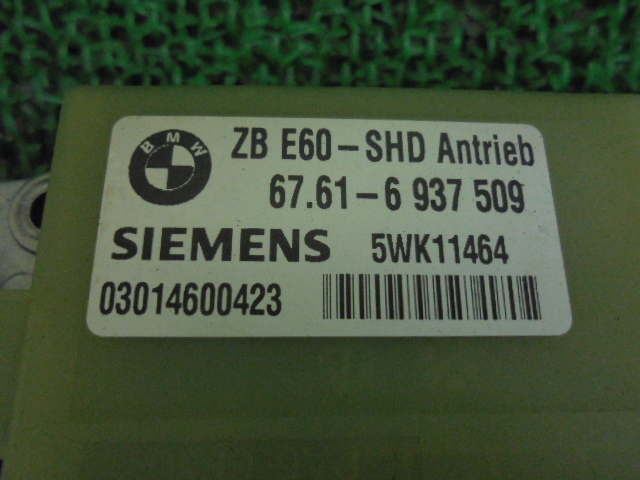 BMW
ZB E60-SHD Antrieb
67.61-6 937 509
SIEMENS 5WK11464
03014600423